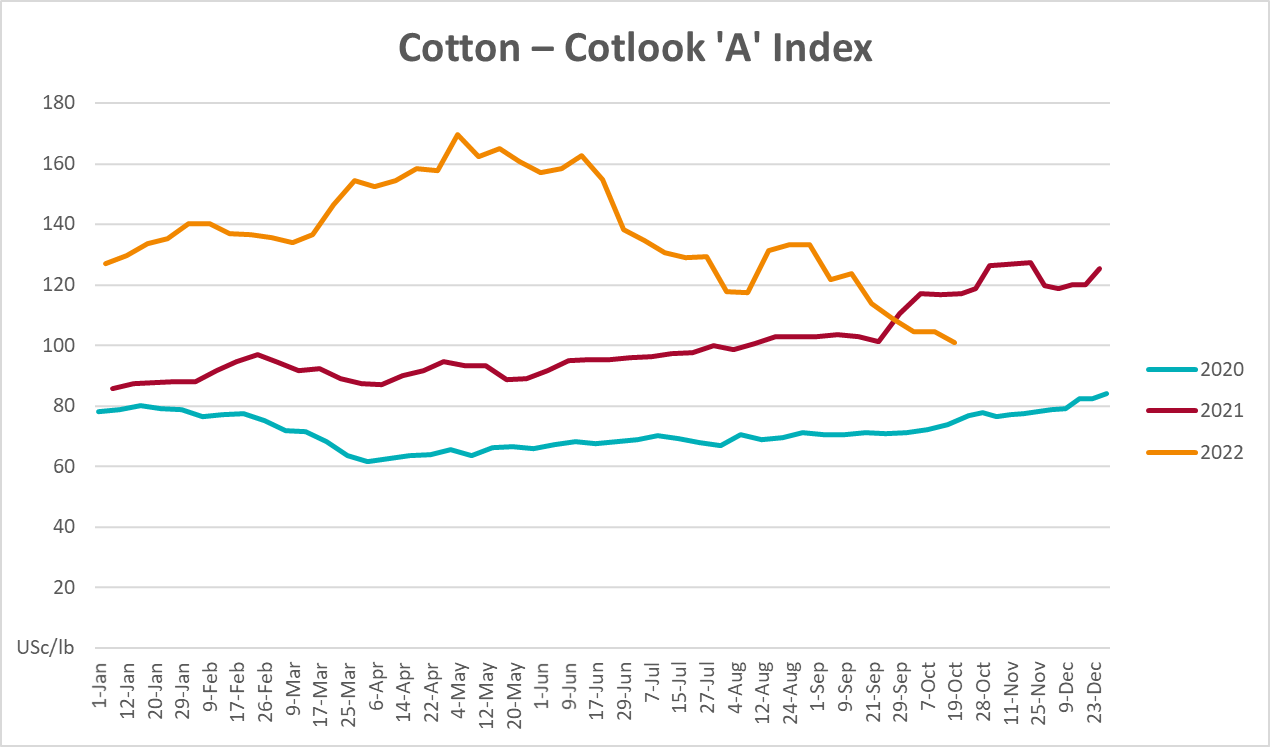 Cotton – Cotlook 'A' Index
180
160
140
120
100
80
60
40
20
USc/lb
2020
2021
2022
1-Jan
12-Jan
20-Jan
29-Jan
9-Feb
17-Feb
26-Feb
9-Mar
17-Mar
25-Mar
6-Apr
14-Apr
22-Apr
4-May
12-May
20-May
1-Jun
9-Jun
17-Jun
29-Jun
7-Jul
15-Jul
27-Jul
4-Aug
12-Aug
24-Aug
1-Sep
9-Sep
21-Sep
29-Sep
7-Oct
19-Oct
28-Oct
11-Nov
25-Nov
9-Dec
23-Dec